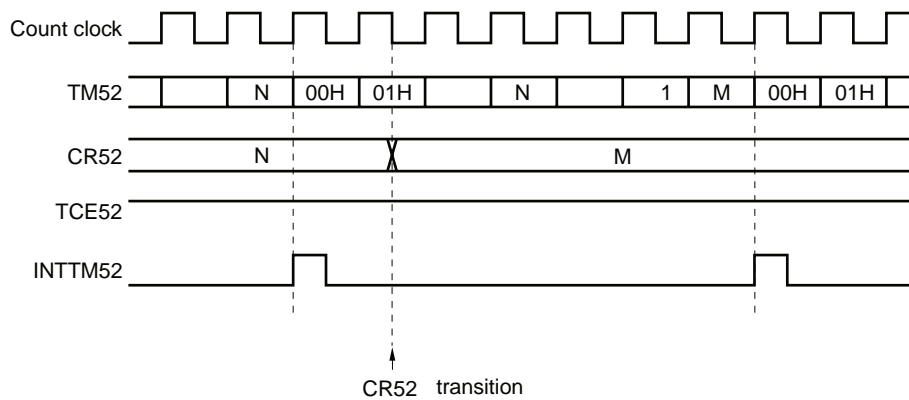 Count clock
TM52 N 00H 01H N 1 M 00H 01H
CR52 N M
TCE52
INTTM52
CR52 transition